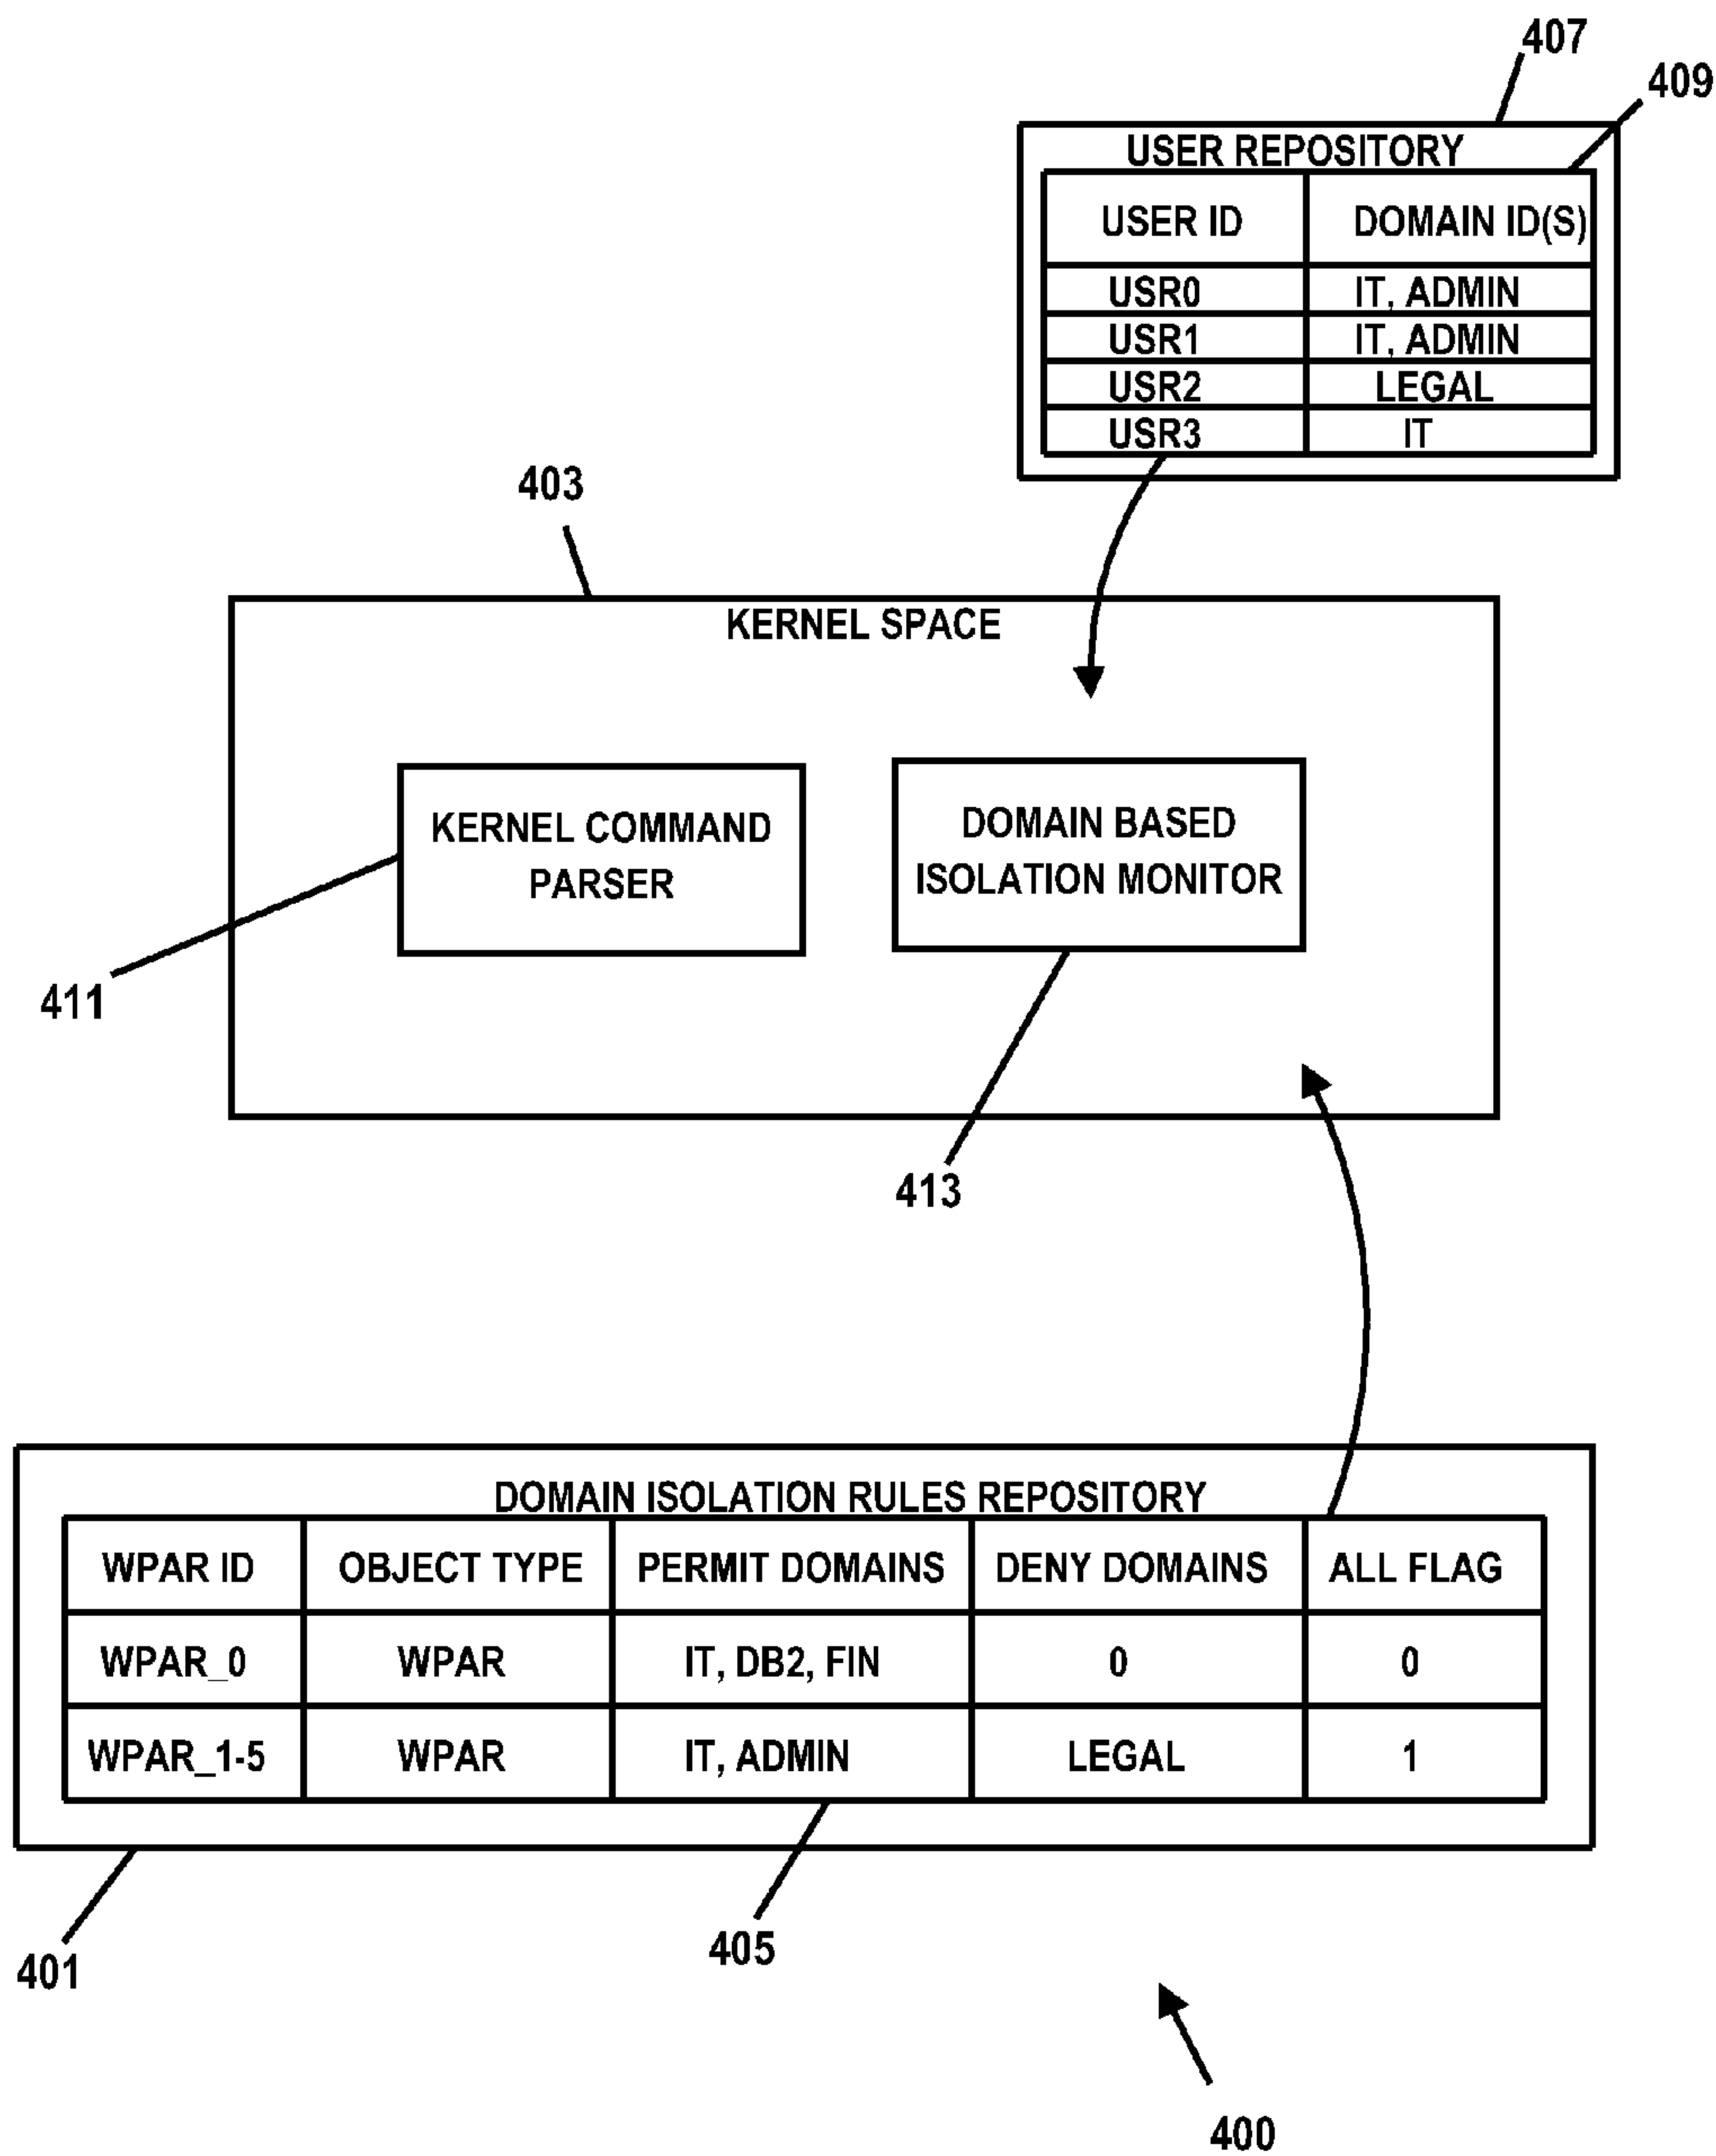 407
409
USER REPOSITORY
USER ID DOMAIN ID(S)
USR0 IT, ADMIN
USR1 IT, ADMIN
USR2 LEGAL
USR3 IT
403
KERNEL SPACE
KERNEL COMMAND
PARSER
DOMAIN BASED
ISOLATION MONITOR
411
413
DOMAIN ISOLATION RULES REPOSITORY
WPAR ID OBJECT TYPE PERMIT DOMAINS DENY DOMAINS ALL FLAG
WPAR_0 WPAR IT, DB2, FIN 0 0
WPAR_1-5 WPAR IT, ADMIN LEGAL 1
405
401
400